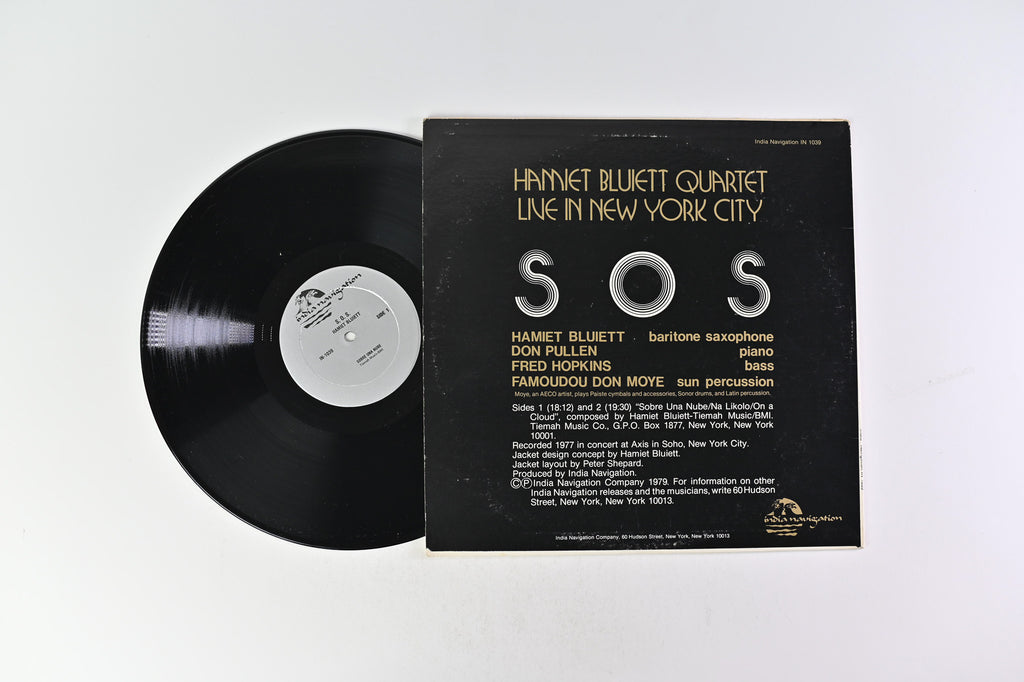 India Navigation IN 1039
HAMIET BLUIETT QUARTET
LIVE IN NEW YORK CITY
SOS
HAMIET BLUIETT baritone saxophone
DON PULLEN piano
FRED HOPKINS bass
FAMOUDOU DON MOYE sun percussion
Moye, an AECO artist, plays Paiste cymbals and accessories, Sonor drums, and Latin percussion.
Sides 1 (18:12) and 2 (19:30) "Sobre Una Nube/Na Likolo/On a
Cloud", composed by Hamiet Bluiett-Tiemah Music/BMI.
Tiemah Music Co., G.P.O. Box 1877, New York, New York
10001.
Recorded 1977 in concert at Axis in Soho, New York City.
Jacket design concept by Hamiet Bluiett.
Jacket layout by Peter Shepard.
Produced by India Navigation.
ⒸⓅIndia Navigation Company 1979. For information on other
India Navigation releases and the musicians, write 60 Hudson
Street, New York, New York 10013.
india navigation
India Navigation Company, 60 Hudson Street, New York, New York 10013
india navigation
S. O. S.
HAMIET BLUIETT
SIDE
IN-1039
SOBRE UNA NUBE